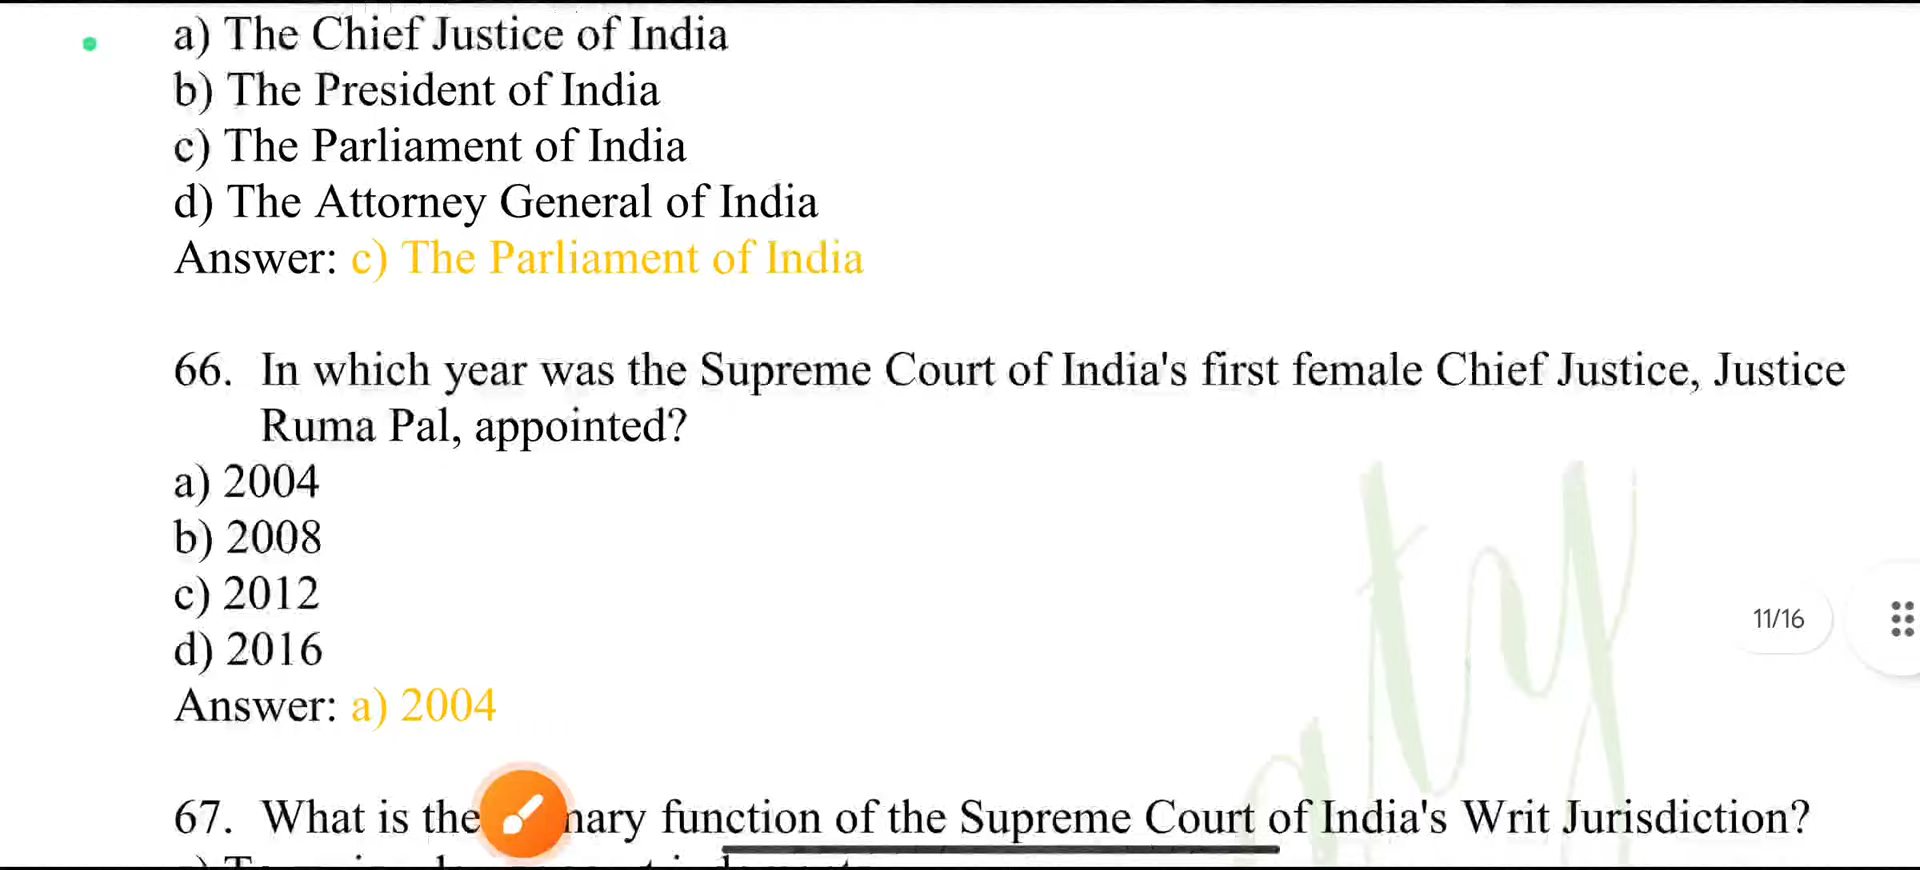 a) The Chief Justice of India
b) The President of India
c) The Parliament of India
d) The Attorney General of India
Answer: c) The Parliament of India
66. In which year was the Supreme Court of India's first female Chief Justice, Justice
Ruma Pal, appointed?
a) 2004
b) 2008
c) 2012
d) 2016
11/16
Answer: a) 2004
67. What is the function of the Supreme Court of India's Writ Jurisdiction?